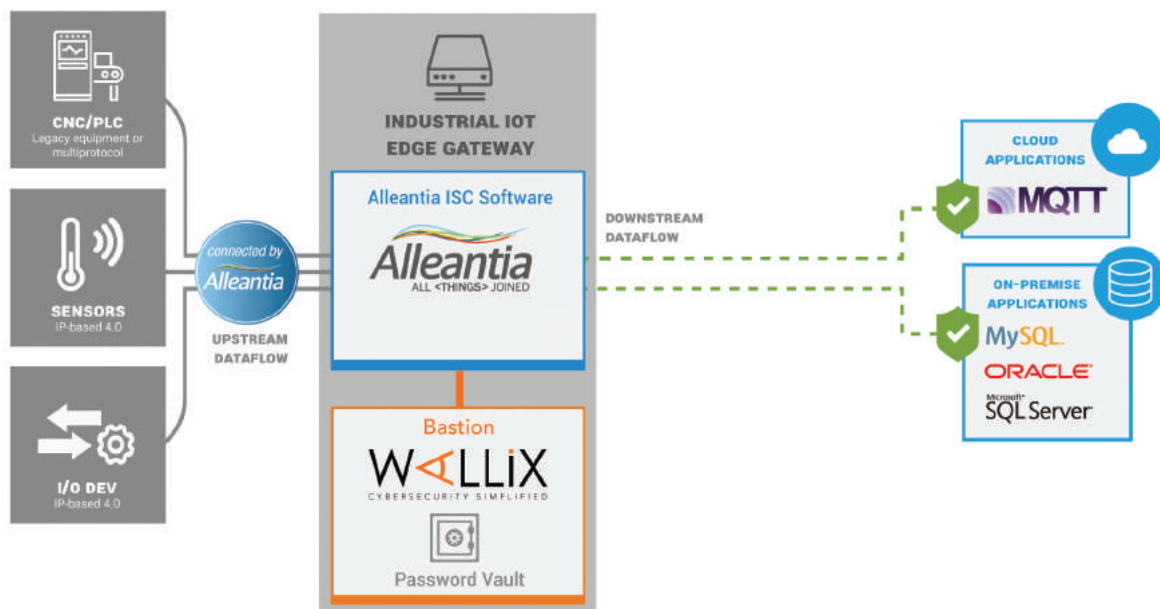 CNC/PLC
Legacy equipment or
multiprotocol
SENSORS
IP-based 4.0
I/O DEV
IP-based 4.0
connected by
Alleantia
UPSTREAM
DATAFLOW
INDUSTRIAL IOT
EDGE GATEWAY
Alleantia ISC Software
Alleantia
ALL <THINGS> JOINED
Bastion
WALLiX
CYBERSECURITY SIMPLIFIED
Password Vault
DOWNSTREAM
DATAFLOW
CLOUD
APPLICATIONS
MQTT
ON-PREMISE
APPLICATIONS
MySQL™
ORACLE®
Microsoft®
SQL Server